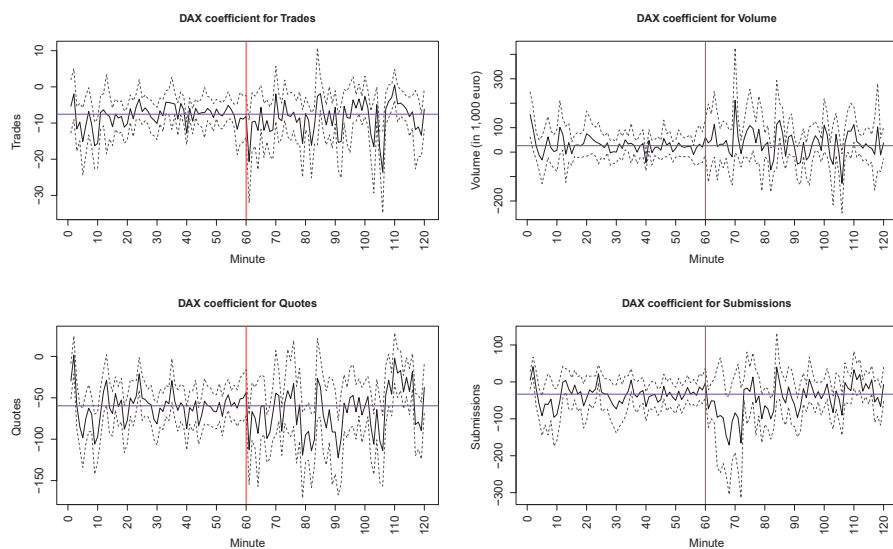 DAX coefficient for Trades
Trades
10
0
−10
−20
−30
0 10 20 30 40 50 60 70 80 90 100 110 120
Minute
DAX coefficient for Volume
Volume (in 1,000 euro)
300
100
0
−200
0 10 20 30 40 50 60 70 80 90 100 110 120
Minute
DAX coefficient for Quotes
Quotes
0
−50
−100
−150
0 10 20 30 40 50 60 70 80 90 100 110 120
Minute
DAX coefficient for Submissions
Submissions
100
0
−100
−200
−300
0 10 20 30 40 50 60 70 80 90 100 110 120
Minute